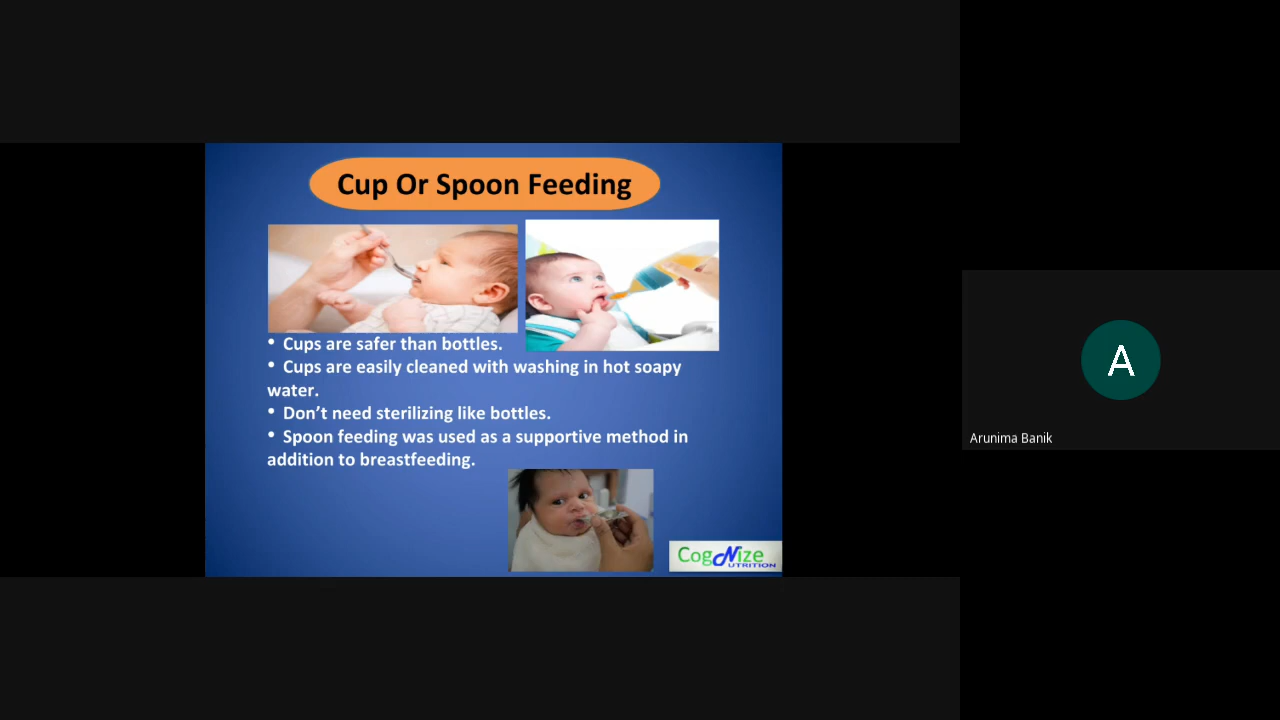 Cup Or Spoon Feeding
• Cups are safer than bottles.
• Cups are easily cleaned with washing in hot soapy
water.
• Don’t need sterilizing like bottles.
• Spoon feeding was used as a supportive method in
addition to breastfeeding.
CogNize
UTRITION
A
Arunima Banik